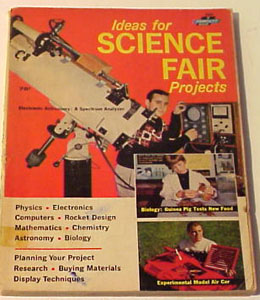 Ideas for
SCIENCE
FAIR
Projects
Electronic Astronomy: A Spectrum Analyzer
Biology: Guinea Pig Tests New Food
Physics • Electronics
Computers • Rocket Design
Mathematics • Chemistry
Astronomy • Biology
Planning Your Project
Research • Buying Materials
Display Techniques
Experimental Model Air Car